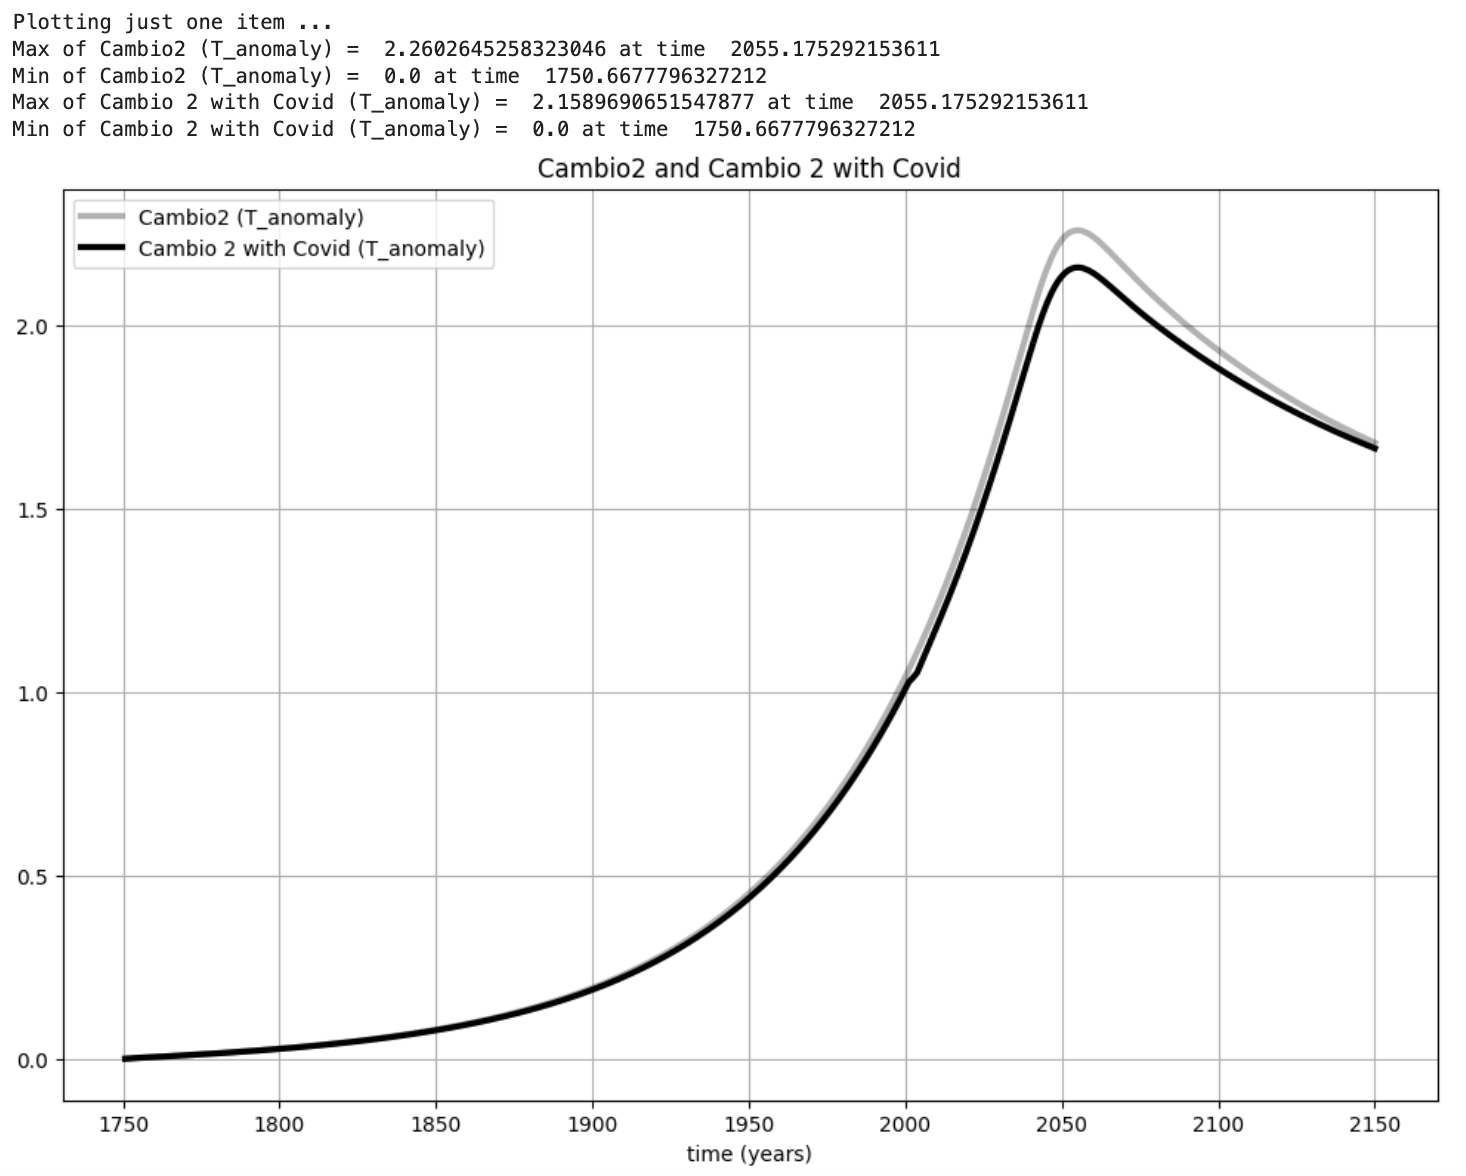 Plotting just one item ...
Max of Cambio2 (T_anomaly) =  2.2602645258323046 at time  2055.175292153611
Min of Cambio2 (T_anomaly) =  0.0 at time  1750.6677796327212
Max of Cambio 2 with Covid (T_anomaly) =  2.1589690651547877 at time  2055.175292153611
Min of Cambio 2 with Covid (T_anomaly) =  0.0 at time  1750.6677796327212
Cambio2 and Cambio 2 with Covid
Cambio2 (T_anomaly)
Cambio 2 with Covid (T_anomaly)
2.0
1.5
1.0
0.5
0.0
1750 1800 1850 1900 1950 2000 2050 2100 2150
time (years)